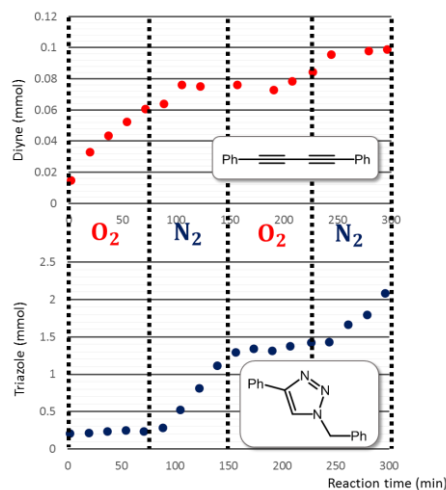 0.12
0.1
0.08
0.06
0.04
0.02
0
Diyne (mmol)
Ph Ph
0 50 100 150 200 250 300
O₂ N₂ O₂ N₂
2.5
2
1.5
1
0.5
0
Triazole (mmol)
Ph N N N Ph
0 50 100 150 200 250 300
Reaction time (min)